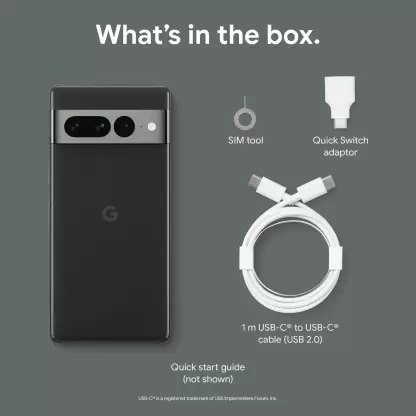 What's in the box.
SIM tool
Quick Switch
adaptor
G
1 m USB-C® to USB-C®
cable (USB 2.0)
Quick start guide
(not shown)
USB-C® is a registered trademark of USB Implementers Forum, Inc.